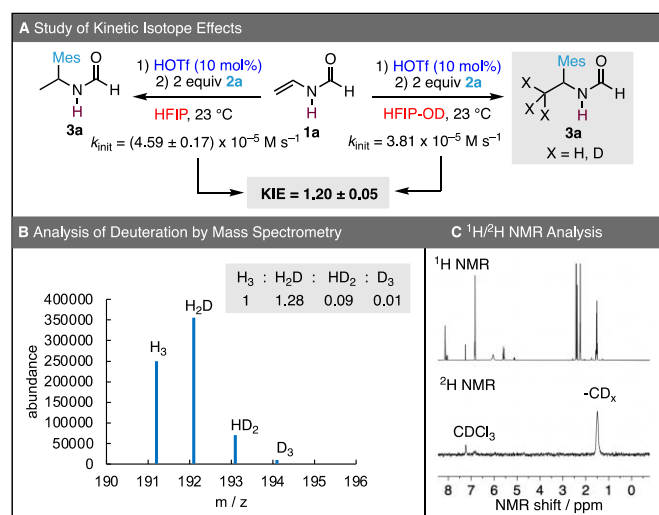 A Study of Kinetic Isotope Effects
Mes
O
N
H
H
3a
1) HOTf (10 mol%)
2) 2 equiv 2a
HFIP, 23 °C
k_init = (4.59 ± 0.17) x 10⁻⁵ M s⁻¹
O
N
H
H
1a
1) HOTf (10 mol%)
2) 2 equiv 2a
HFIP-OD, 23 °C
k_init = 3.81 x 10⁻⁵ M s⁻¹
Mes
O
X
X
X
N
H
H
3a
X = H, D
KIE = 1.20 ± 0.05
B Analysis of Deuteration by Mass Spectrometry
H₃ : H₂D : HD₂ : D₃
1 1.28 0.09 0.01
abundance
400000
350000
300000
250000
200000
150000
100000
50000
0
H₃
H₂D
HD₂
D₃
190 191 192 193 194 195 196
m / z
C ¹H/²H NMR Analysis
¹H NMR
²H NMR
-CDₓ
CDCl₃
8 7 6 5 4 3 2 1 0
NMR shift / ppm